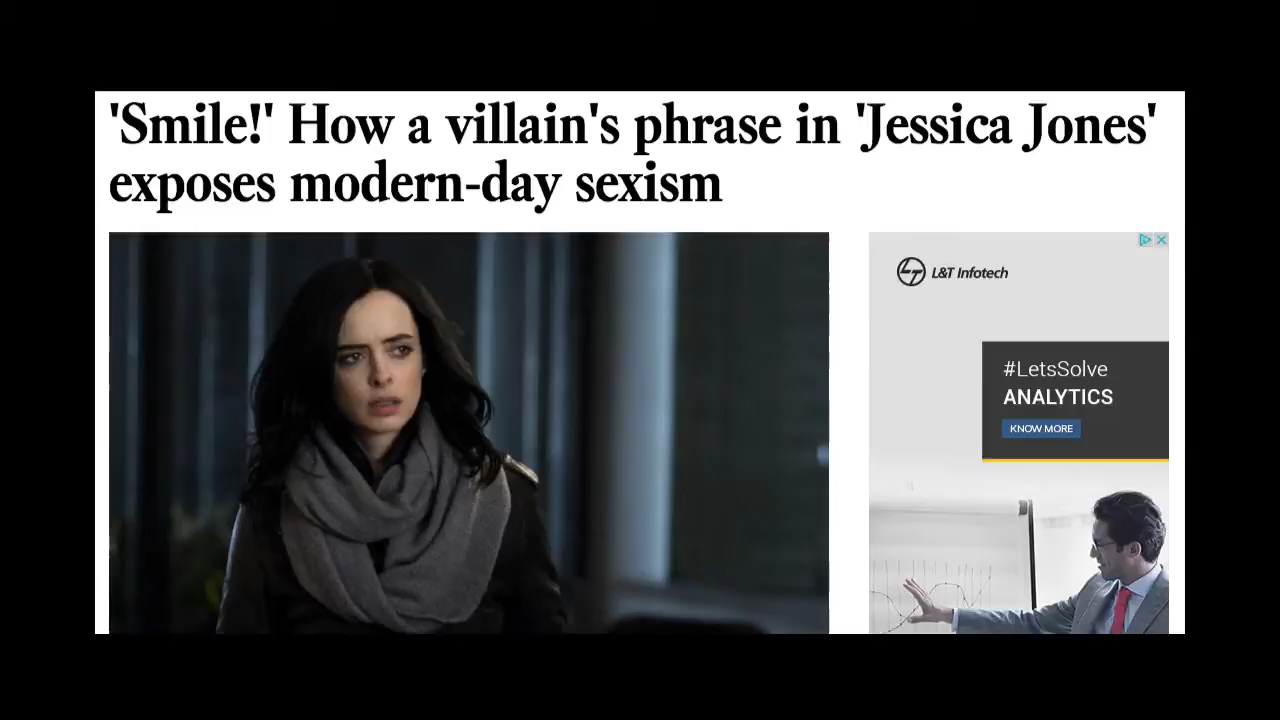 'Smile!' How a villain's phrase in 'Jessica Jones'
exposes modern-day sexism
L&T Infotech
#LetsSolve
ANALYTICS
KNOW MORE